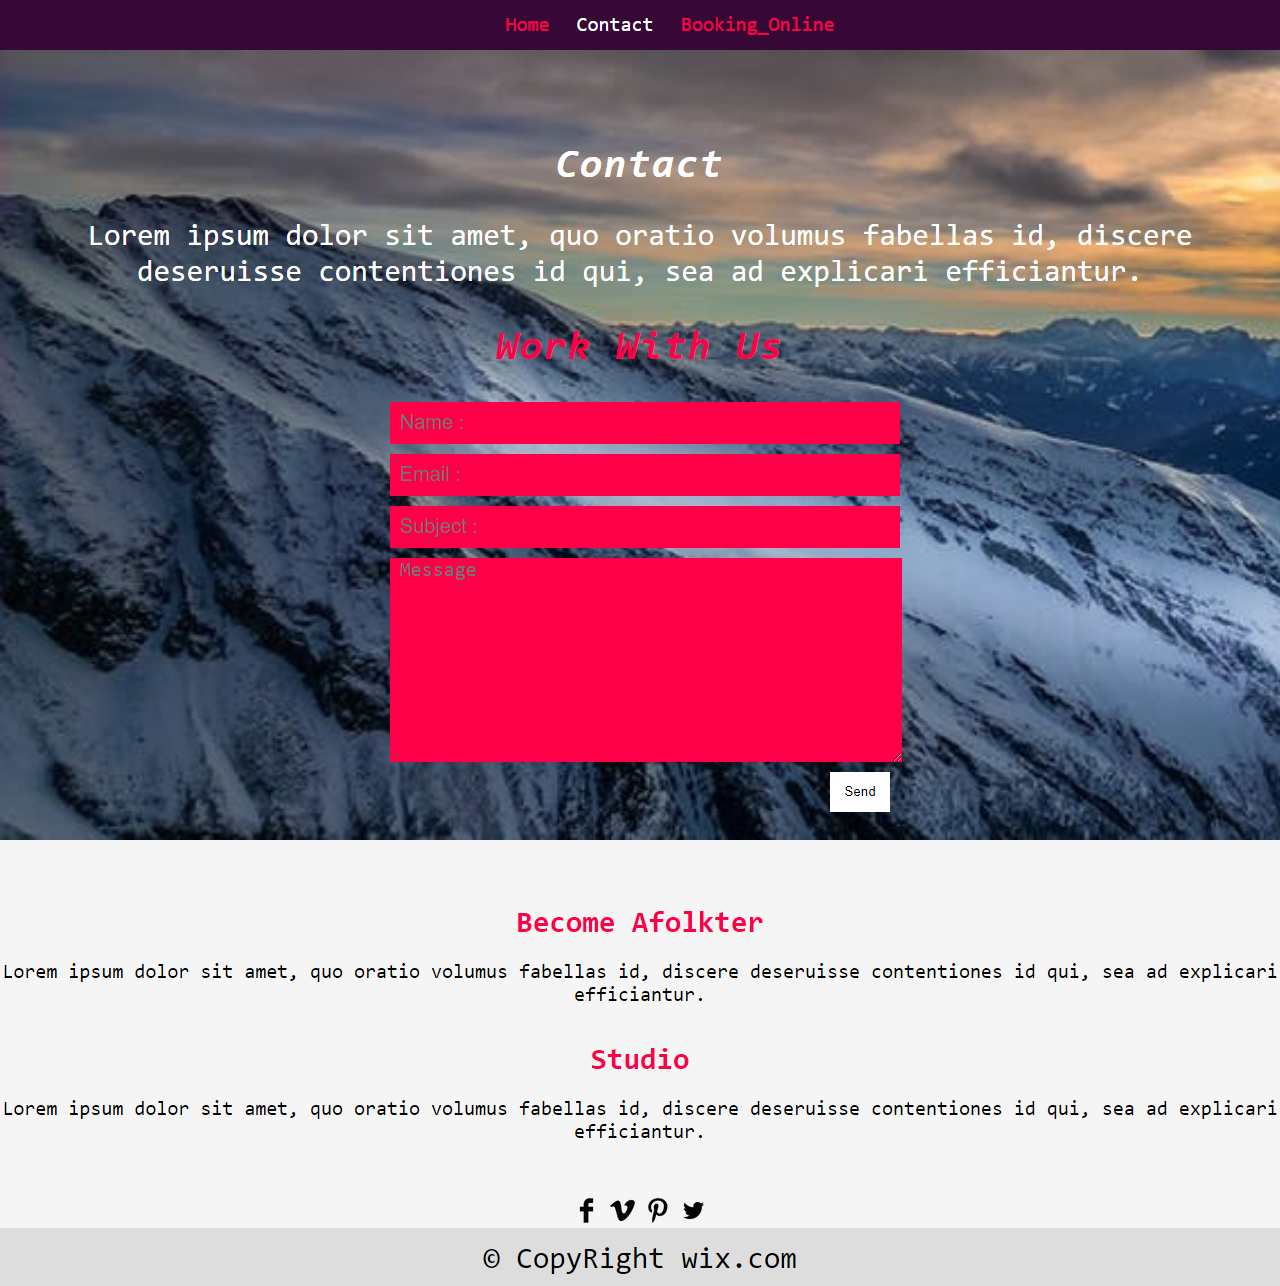 Home Contact Booking_Online
Contact
Lorem ipsum dolor sit amet, quo oratio volumus fabellas id, discere
deseruisse contentiones id qui, sea ad explicari efficiantur.
Work With Us
Name :
Email :
Subject :
Message
Send
Become Afolkter
Lorem ipsum dolor sit amet, quo oratio volumus fabellas id, discere deseruisse contentiones id qui, sea ad explicari
efficiantur.
Studio
Lorem ipsum dolor sit amet, quo oratio volumus fabellas id, discere deseruisse contentiones id qui, sea ad explicari
efficiantur.
© CopyRight wix.com